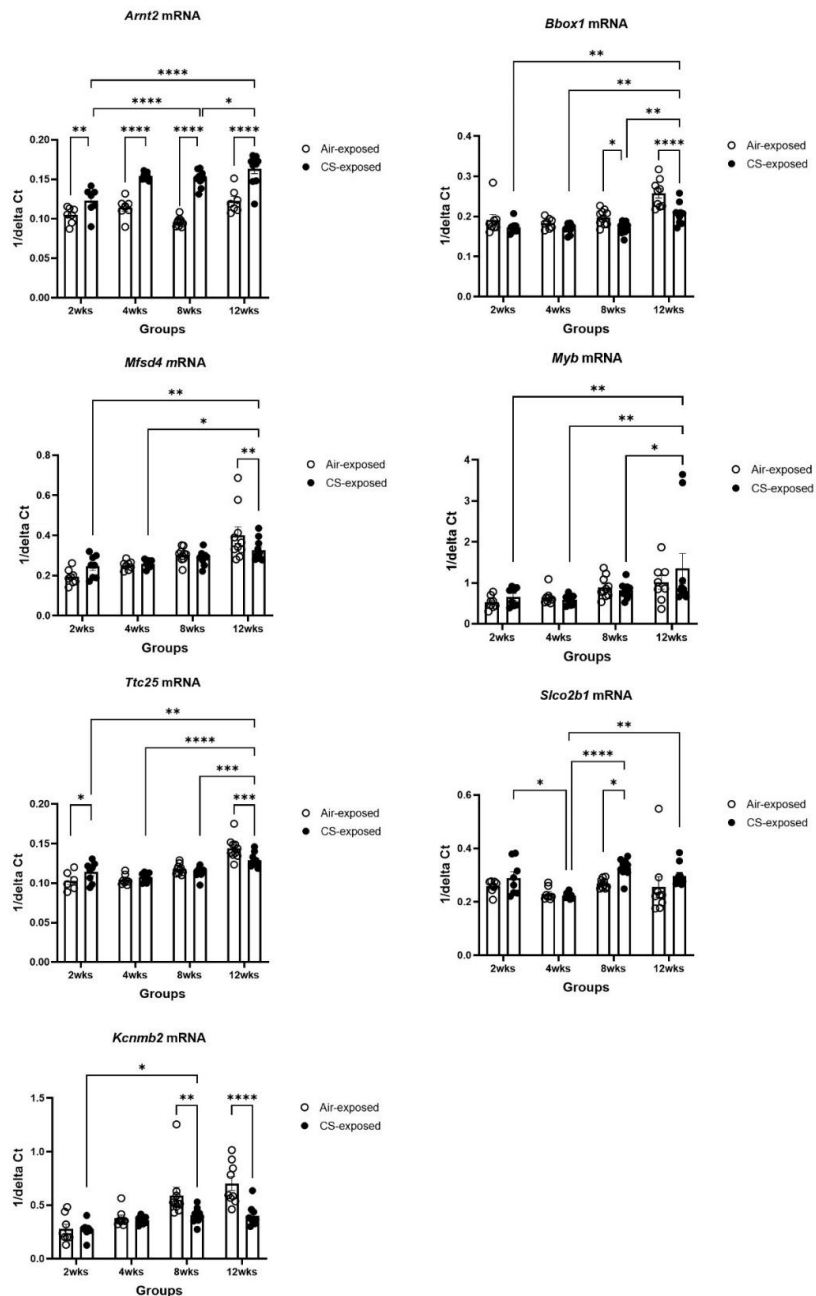 Arnt2 mRNA
****
****
*
**
****
****
****
Air-exposed
CS-exposed
0.20
0.15
0.10
0.05
0.00
1/delta Ct
2wks
4wks
8wks
12wks
Groups
Bbox1 mRNA
**
**
**
*
****
Air-exposed
CS-exposed
0.4
0.3
0.2
0.1
0.0
1/delta Ct
2wks
4wks
8wks
12wks
Groups
Mfsd4 mRNA
**
*
**
Air-exposed
CS-exposed
0.8
0.6
0.4
0.2
0.0
1/delta Ct
2wks
4wks
8wks
12wks
Groups
Myb mRNA
**
**
*
Air-exposed
CS-exposed
4
3
2
1
0
1/delta Ct
2wks
4wks
8wks
12wks
Groups
Ttc25 mRNA
**
****
***
*
***
Air-exposed
CS-exposed
0.20
0.15
0.10
0.05
0.00
1/delta Ct
2wks
4wks
8wks
12wks
Groups
Slco2b1 mRNA
**
****
*
*
Air-exposed
CS-exposed
0.6
0.4
0.2
0.0
1/delta Ct
2wks
4wks
8wks
12wks
Groups
Kcnmb2 mRNA
*
**
****
Air-exposed
CS-exposed
1.5
1.0
0.5
0.0
1/delta Ct
2wks
4wks
8wks
12wks
Groups